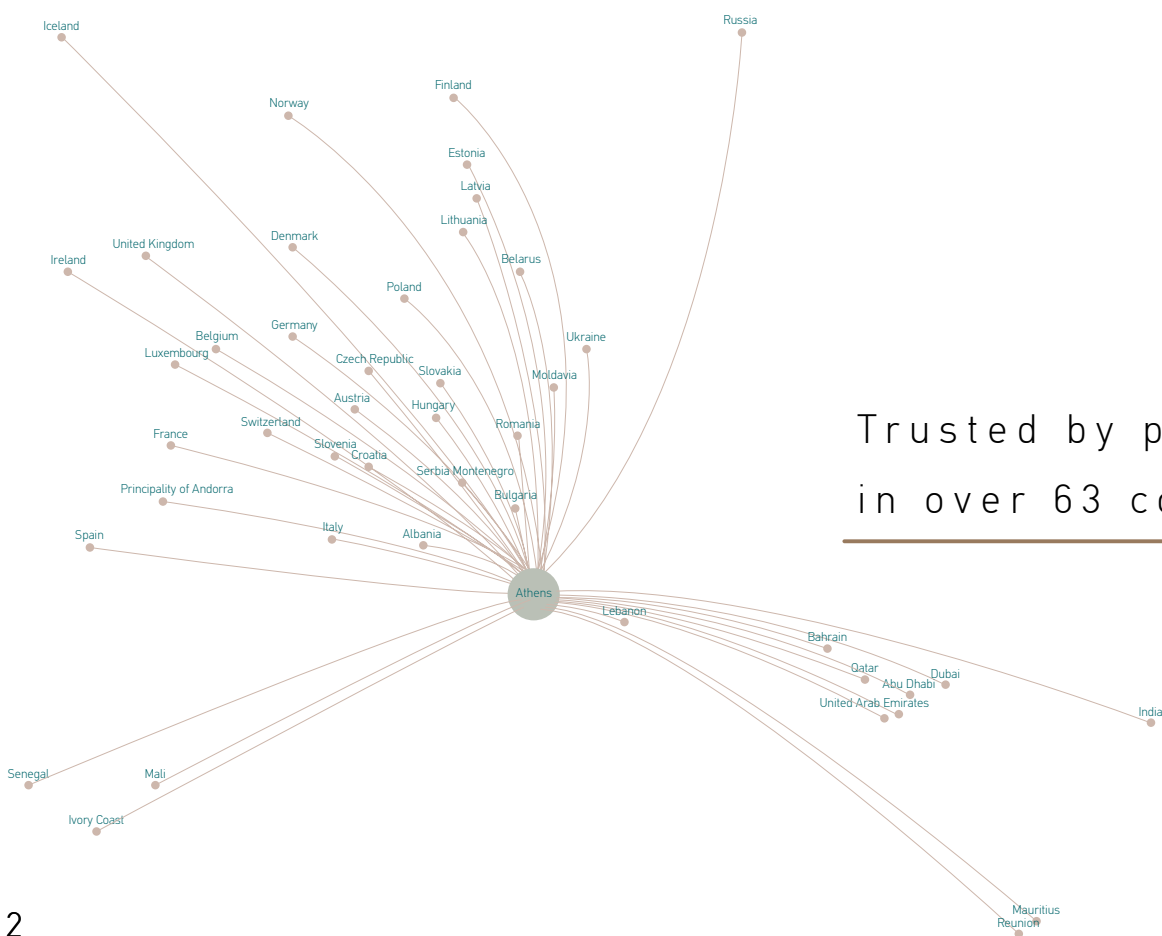 Iceland
Russia
Finland
Norway
Estonia
Latvia
Lithuania
Denmark
United Kingdom
Ireland
Belarus
Poland
Germany
Ukraine
Belgium
Luxembourg
Czech Republic
Slovakia
Moldavia
Austria
Hungary
Switzerland
Romania
France
Slovenia
Croatia
Serbia Montenegro
Principality of Andorra
Bulgaria
Italy
Albania
Spain
Athens
Lebanon
Bahrain
Qatar
Dubai
Abu Dhabi
United Arab Emirates
India
Senegal
Mali
Ivory Coast
Mauritius
Reunion
Trusted by p
in over 63 co
2